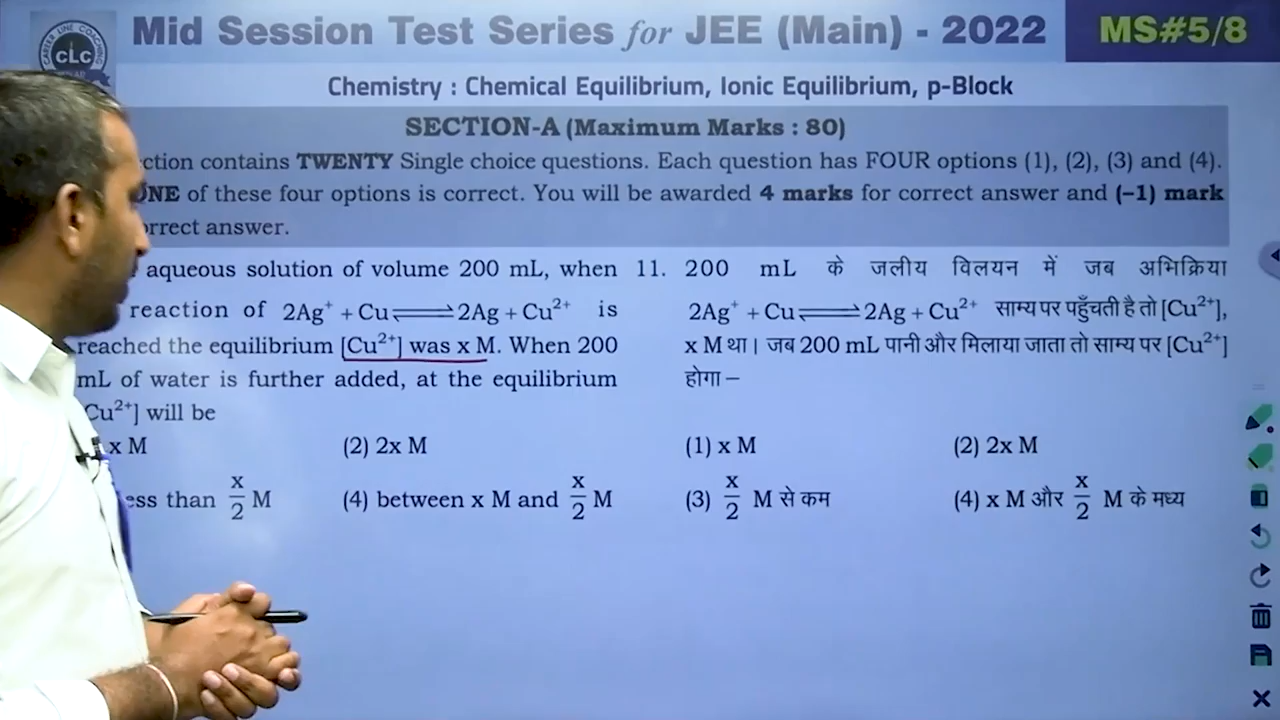 Mid Session Test Series for JEE (Main) - 2022
MS#5/8
CLC
Chemistry : Chemical Equilibrium, Ionic Equilibrium, p-Block
SECTION-A (Maximum Marks : 80)
ction contains TWENTY Single choice questions. Each question has FOUR options (1), (2), (3) and (4).
ONE of these four options is correct. You will be awarded 4 marks for correct answer and (–1) mark
orrect answer.
aqueous solution of volume 200 mL, when
reaction of 2Ag⁺ + Cu ⇌ 2Ag + Cu²⁺ is
reached the equilibrium [Cu²⁺] was x M. When 200
mL of water is further added, at the equilibrium
Cu²⁺] will be
x M (2) 2x M
ess than x/2 M (4) between x M and x/2 M
11. 200 mL के जलीय विलयन में जब अभिक्रिया
2Ag⁺ + Cu ⇌ 2Ag + Cu²⁺ साम्य पर पहुँचती है तो [Cu²⁺],
x M था। जब 200 mL पानी और मिलाया जाता तो साम्य पर [Cu²⁺]
होगा –
(1) x M (2) 2x M
(3) x/2 M से कम (4) x M और x/2 M के मध्य